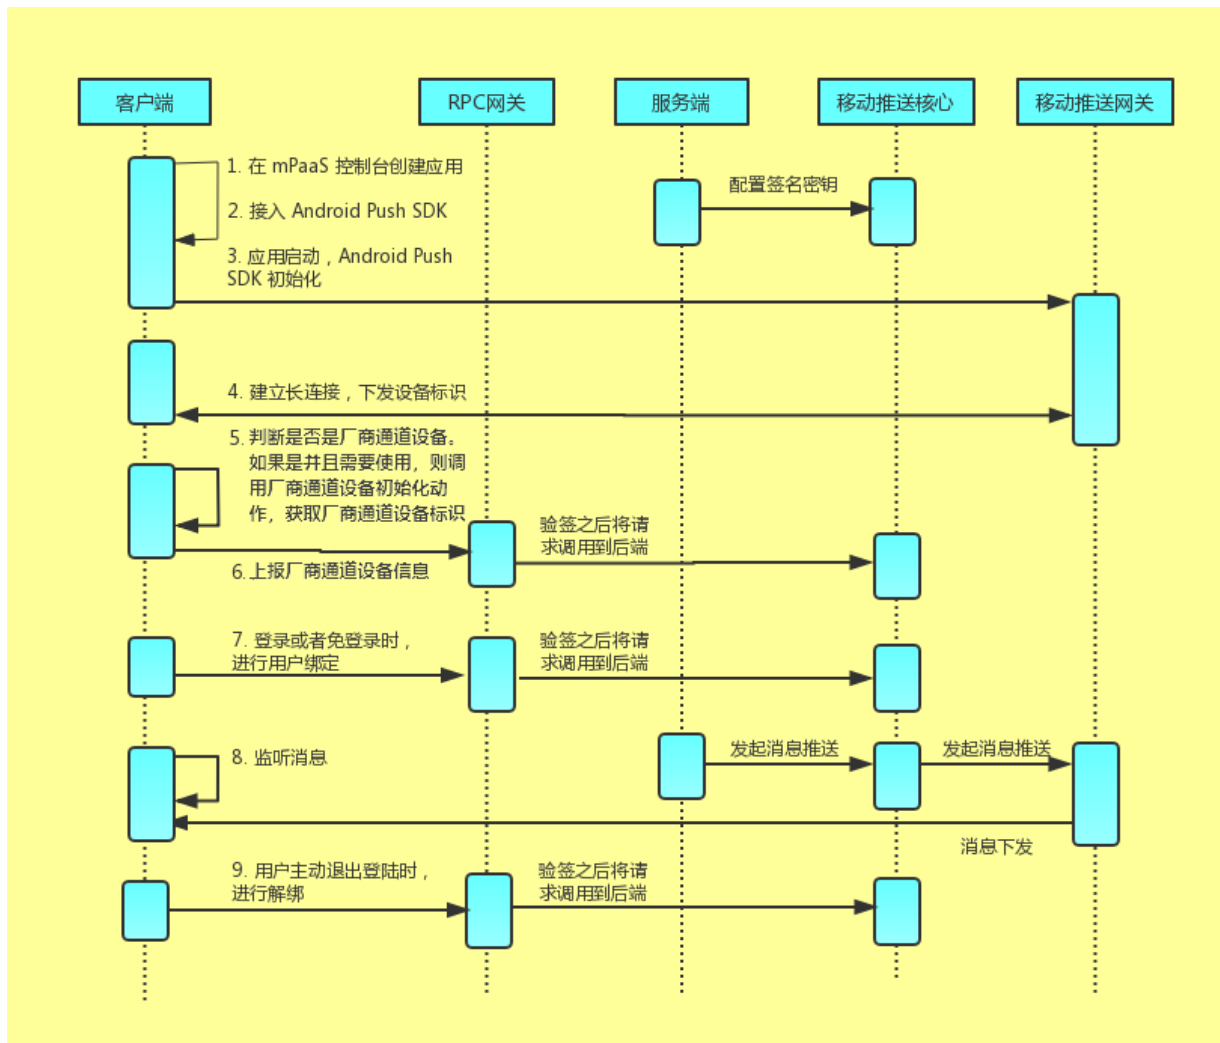 客户端
RPC网关
服务端
移动推送核心
移动推送网关
1. 在 mPaaS 控制台创建应用
配置签名密钥
2. 接入 Android Push SDK
3. 应用启动，Android Push
SDK 初始化
4. 建立长连接，下发设备标识
5. 判断是否是厂商通道设备。
如果是并且需要使用，则调
用厂商通道设备初始化动
作，获取厂商通道设备标识
验签之后将请
求调用到后端
6. 上报厂商通道设备信息
7. 登录或者免登录时，
进行用户绑定
验签之后将请
求调用到后端
8. 监听消息
发起消息推送
发起消息推送
消息下发
9. 用户主动退出登陆时，
进行解绑
验签之后将请
求调用到后端